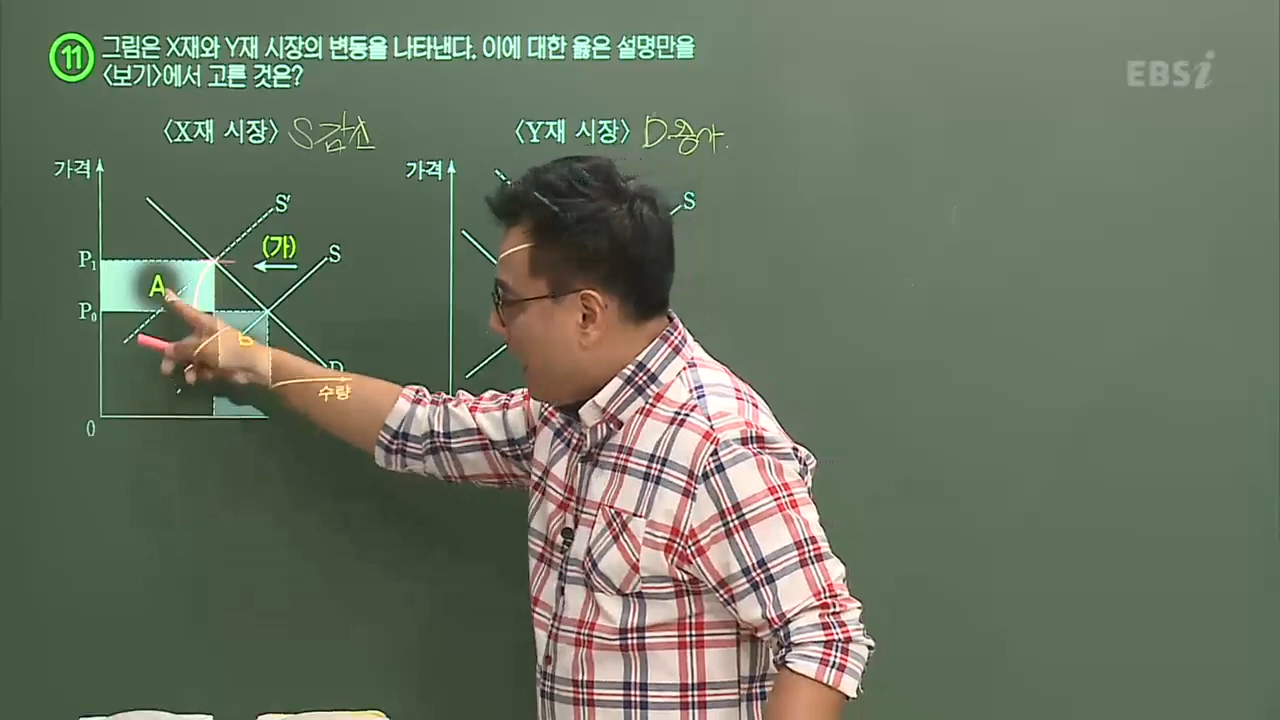 11 그림은 X재와 Y재 시장의 변동을 나타낸다. 이에 대한 옳은 설명만을
<보기>에서 고른 것은?
EBSi
<X재 시장> S 감소
<Y재 시장> D 증가
가격
S'
(가)
S
P₁
A
P₀
B
D
수량
0
가격
S